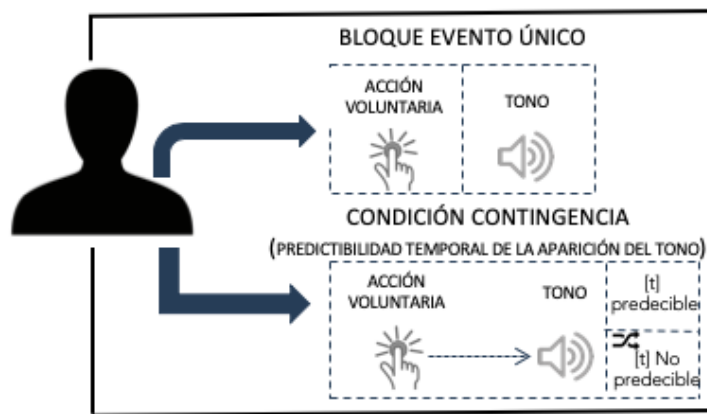 BLOQUE EVENTO ÚNICO
ACCIÓN
VOLUNTARIA
TONO
CONDICIÓN CONTINGENCIA
(PREDICTIBILIDAD TEMPORAL DE LA APARICIÓN DEL TONO)
ACCIÓN
VOLUNTARIA
TONO
[t]
predecible
[t] No
predecible